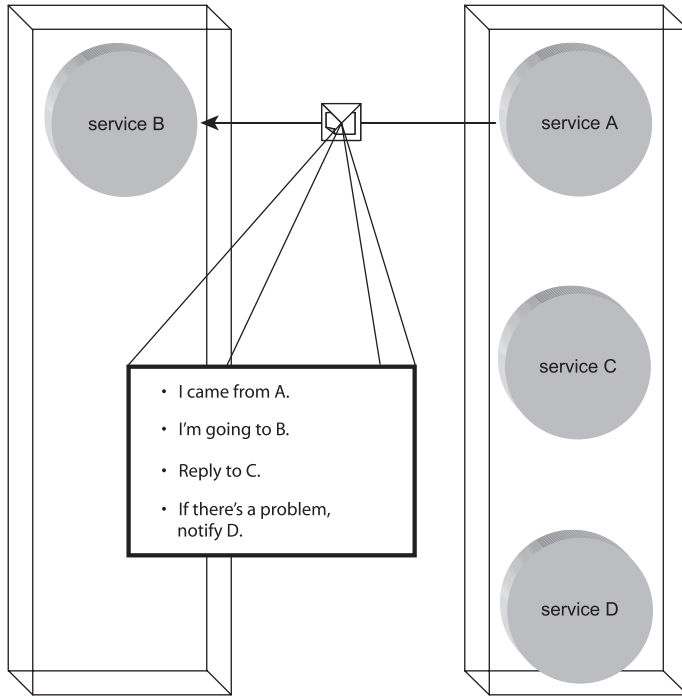 service B
service A
service C
service D
• I came from A.
• I'm going to B.
• Reply to C.
• If there's a problem,
notify D.